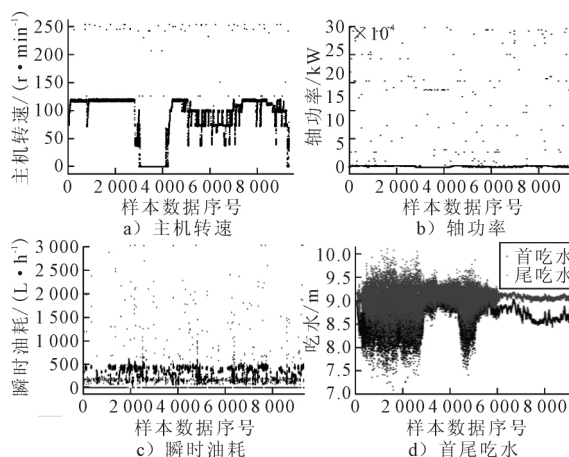 主机转速/(r·min⁻¹)
250
200
150
100
50
0
0 2 000 4 000 6 000 8 000
样本数据序号
a）主机转速
轴功率/kW
×10⁴
30
25
20
15
10
5
0
0 2 000 4 000 6 000 8 000
样本数据序号
b）轴功率
瞬时油耗/(L·h⁻¹)
3 000
2 500
2 000
1 500
1 000
500
0
0 2 000 4 000 6 000 8 000
样本数据序号
c）瞬时油耗
吃水/m
首吃水
尾吃水
10.0
9.5
9.0
8.5
8.0
7.5
7.0
0 2 000 4 000 6 000 8 000
样本数据序号
d）首尾吃水